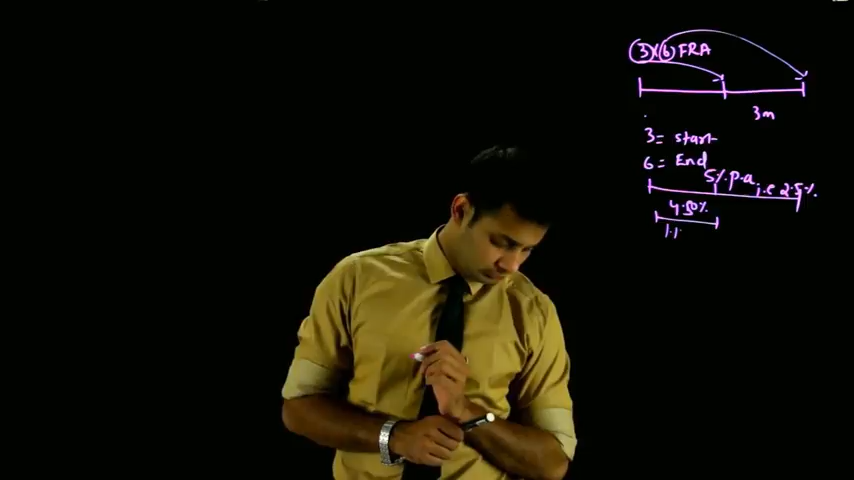 3x6 FRA
3m
3= start
6= End
5% p.a i.e 2.5%
4.50%
1.1